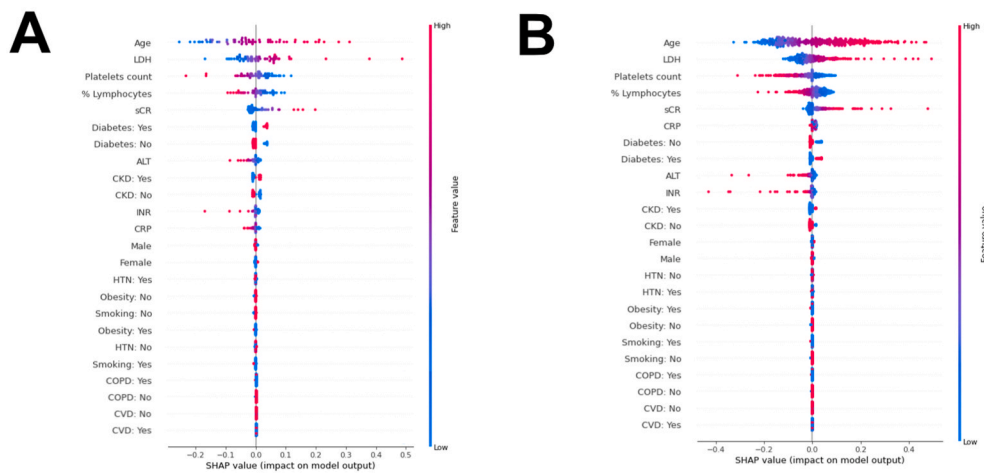 A
High
Age
LDH
Platelets count
% Lymphocytes
sCR
Diabetes: Yes
Diabetes: No
ALT
CKD: Yes
CKD: No
INR
CRP
Male
Female
HTN: Yes
Obesity: No
Smoking: No
Obesity: Yes
HTN: No
Smoking: Yes
COPD: Yes
COPD: No
CVD: No
CVD: Yes
Feature value
Low
−0.2 −0.1 0.0 0.1 0.2 0.3 0.4 0.5
SHAP value (impact on model output)
B
High
Age
LDH
Platelets count
% Lymphocytes
sCR
CRP
Diabetes: No
Diabetes: Yes
ALT
INR
CKD: Yes
CKD: No
Female
Male
HTN: No
HTN: Yes
Obesity: Yes
Obesity: No
Smoking: Yes
Smoking: No
COPD: Yes
COPD: No
CVD: No
CVD: Yes
Feature value
Low
−0.4 −0.2 0.0 0.2 0.4
SHAP value (impact on model output)